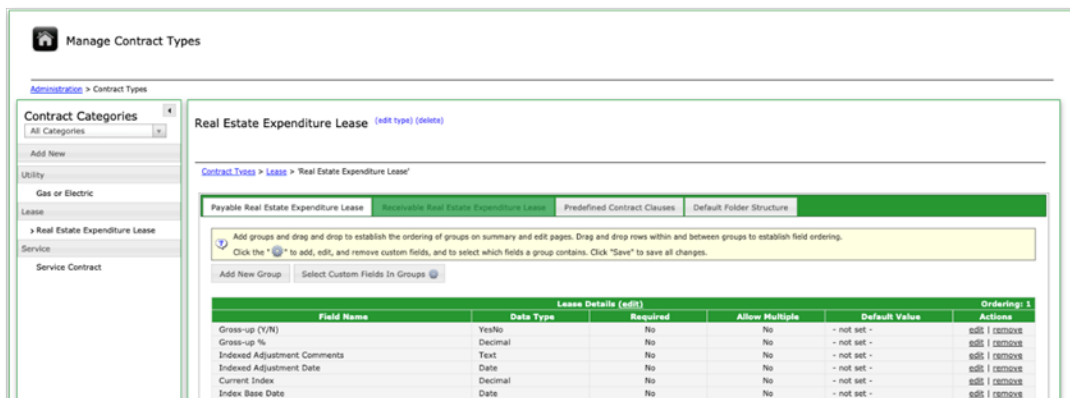 Manage Contract Types
Administration > Contract Types
Contract Categories
All Categories
Add New
Utility
Gas or Electric
Lease
Real Estate Expenditure Lease
Service
Service Contract
Real Estate Expenditure Lease (edit type) (delete)
Contract Types > Lease > 'Real Estate Expenditure Lease'
Payable Real Estate Expenditure Lease Receivable Real Estate Expenditure Lease Predefined Contract Clauses Default Folder Structure
Add groups and drag and drop to establish the ordering of groups on summary and edit pages. Drag and drop rows within and between groups to establish field ordering.
Click the " " to add, edit, and remove custom fields, and to select which fields a group contains. Click "Save" to save all changes.
Add New Group Select Custom Fields In Groups
Lease Details (edit) Ordering: 1
Field Name Data Type Required Allow Multiple Default Value Actions
Gross-up (Y/N) YesNo No No - not set - edit | remove
Gross-up % Decimal No No - not set - edit | remove
Indexed Adjustment Comments Text No No - not set - edit | remove
Indexed Adjustment Date Date No No - not set - edit | remove
Current Index Decimal No No - not set - edit | remove
Index Base Date Date No No - not set - edit | remove